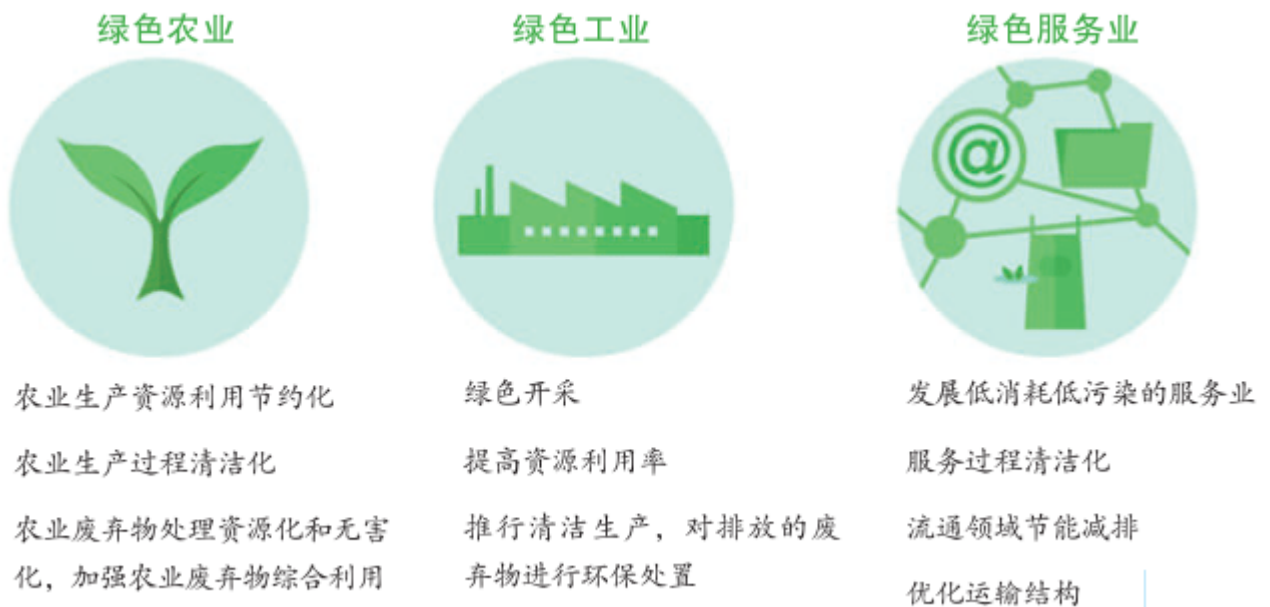 绿色农业
农业生产资源利用节约化
农业生产过程清洁化
农业废弃物处理资源化和无害
化，加强农业废弃物综合利用
绿色工业
绿色开采
提高资源利用率
推行清洁生产，对排放的废
弃物进行环保处置
绿色服务业
@
发展低消耗低污染的服务业
服务过程清洁化
流通领域节能减排
优化运输结构